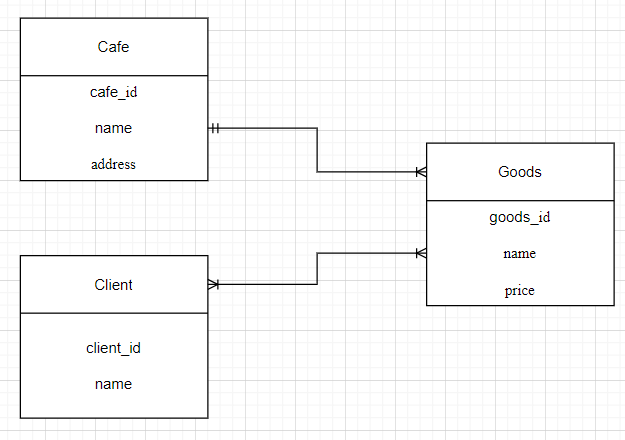 Cafe
cafe_id
name
address
Goods
goods_id
name
price
Client
client_id
name